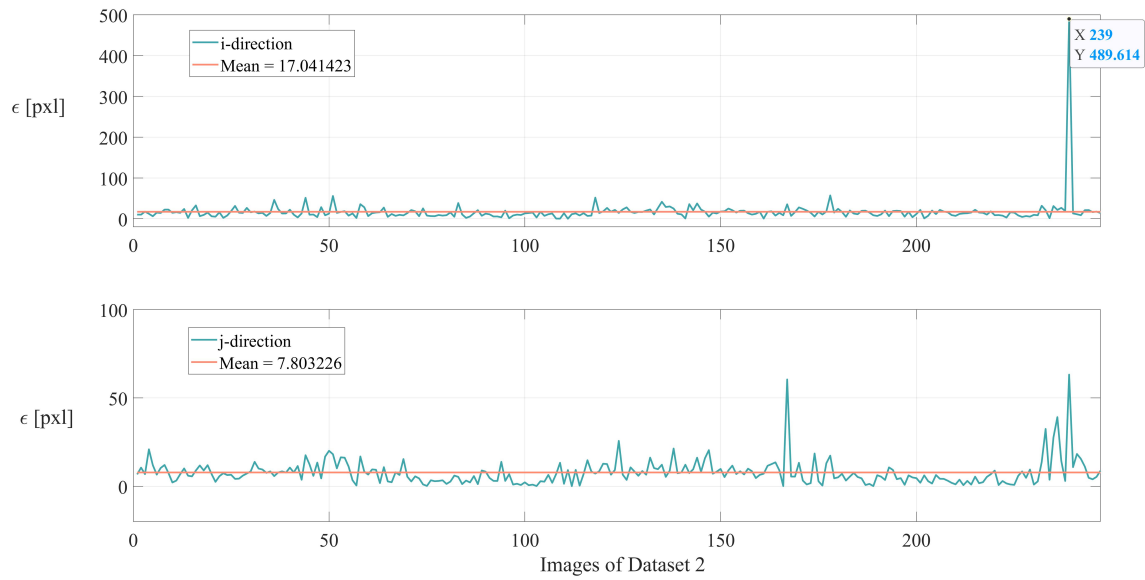 500
400
300
200
100
0
ϵ [pxl]
i-direction
Mean = 17.041423
X 239
Y 489.614
0 50 100 150 200
100
50
0
ϵ [pxl]
j-direction
Mean = 7.803226
0 50 100 150 200
Images of Dataset 2